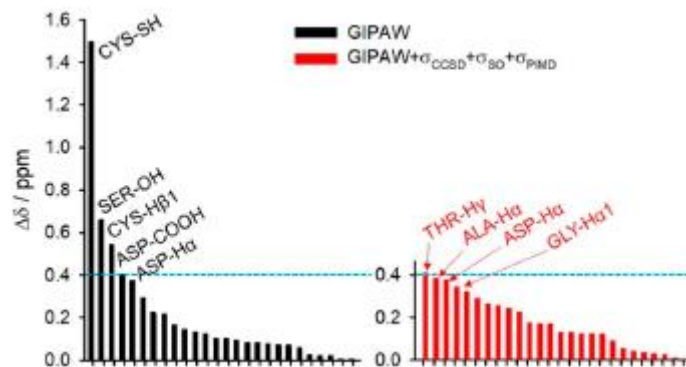 1.6
1.4
1.2
1.0
0.8
0.6
0.4
0.2
0.0
Δδ / ppm
CYS-SH
SER-OH
CYS-Hβ1
ASP-COOH
ASP-Hα
GIPAW
GIPAW+σCCSD+σSO+σPIMD
THR-Hγ
ALA-Hα
ASP-Hα
GLY-Hα1
0.4
0.2
0.0